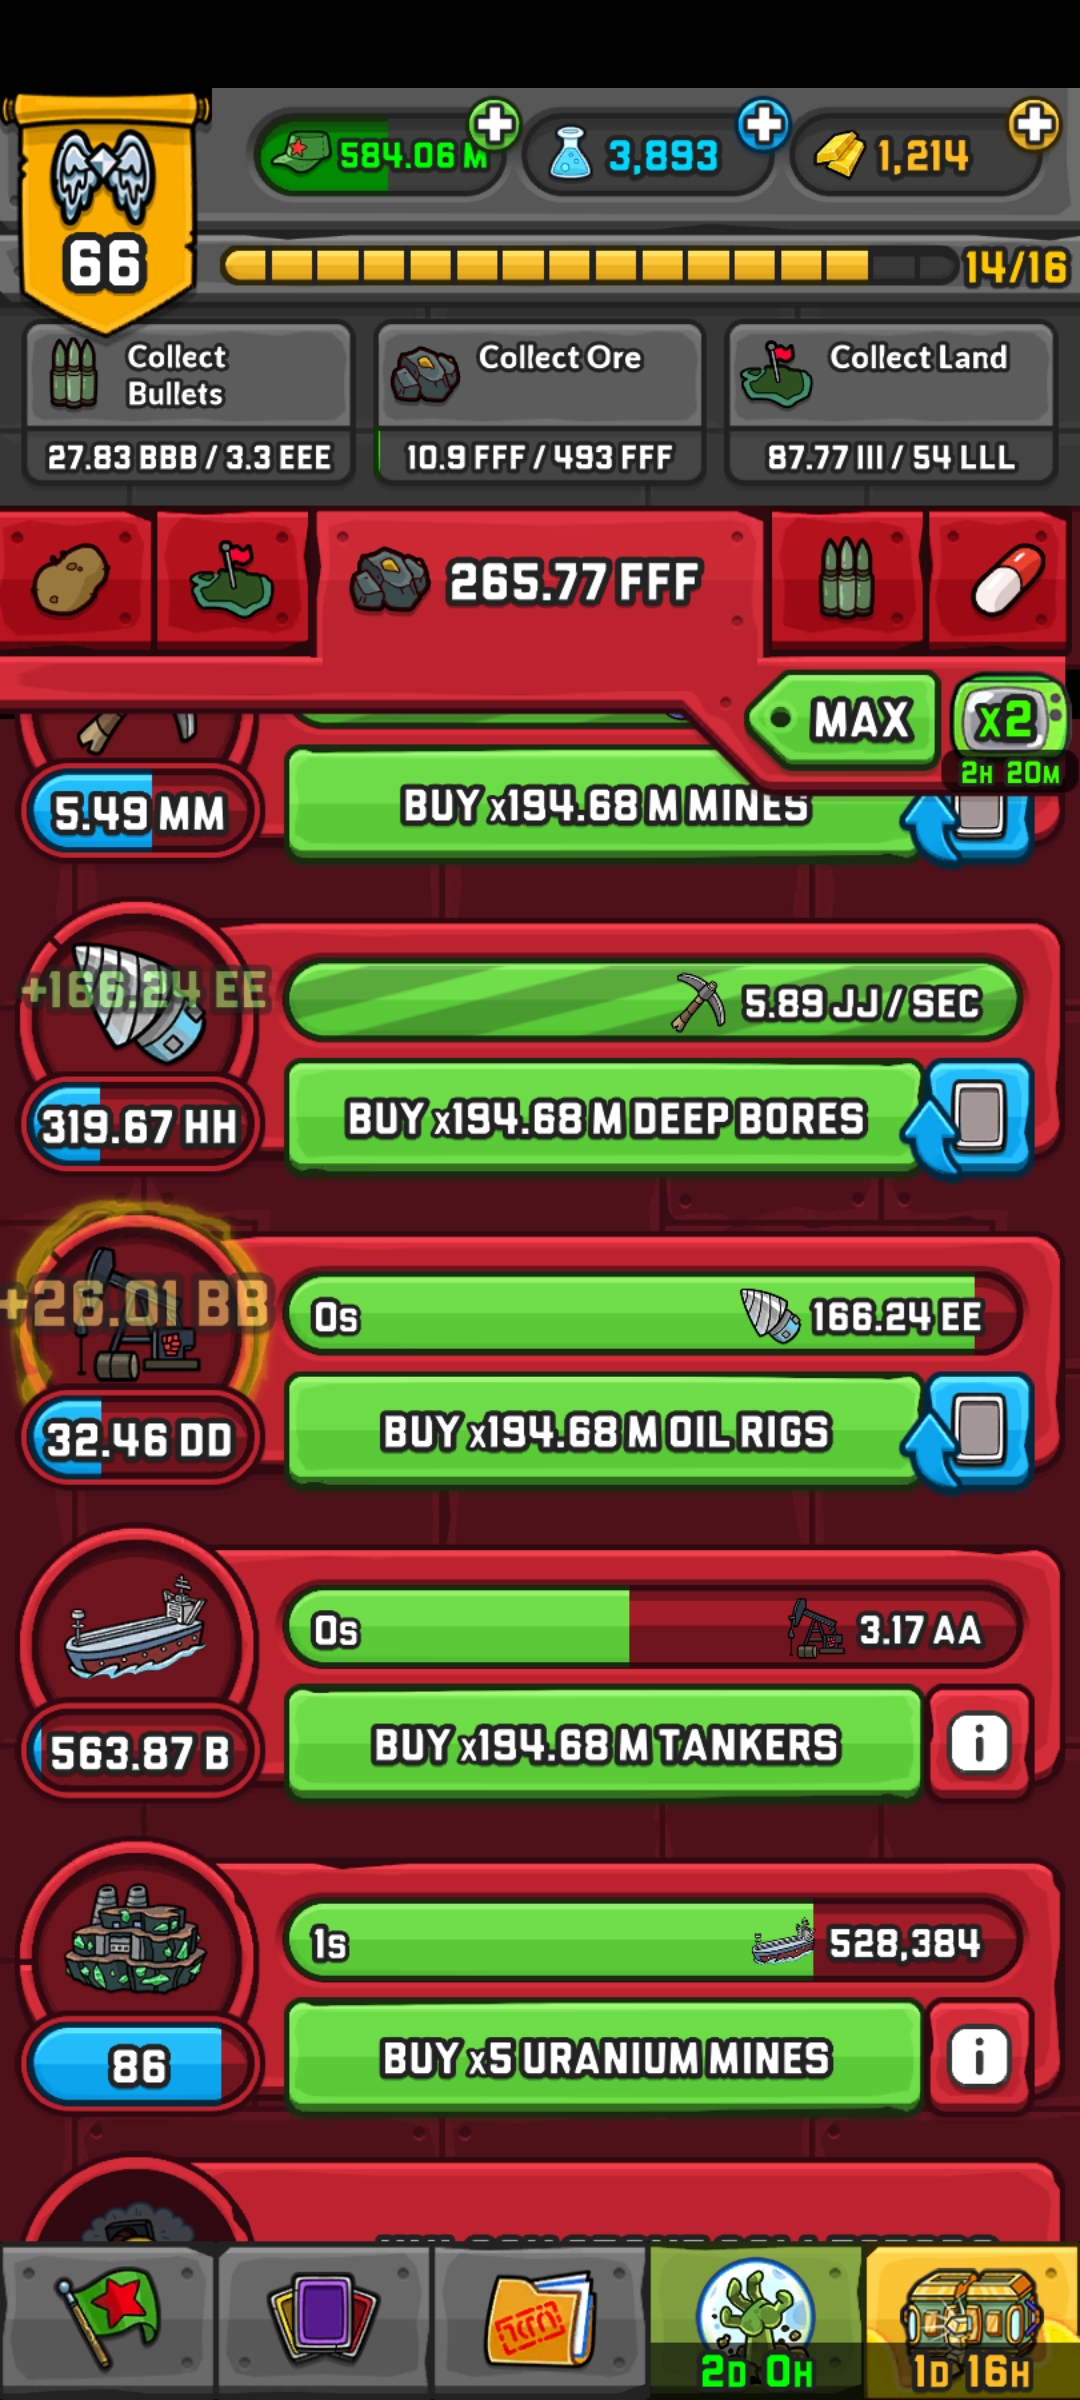 584.06 M
3,893
1,214
66
14/16
Collect
Bullets
27.83 BBB / 3.3 EEE
Collect Ore
10.9 FFF / 493 FFF
Collect Land
87.77 III / 54 LLL
265.77 FFF
MAX
x2
2H 20M
5.49 MM
BUY x194.68 M MINES
+166.24 EE
5.89 JJ / SEC
319.67 HH
BUY x194.68 M DEEP BORES
+26.01 BB
0s
166.24 EE
32.46 DD
BUY x194.68 M OIL RIGS
0s
3.17 AA
563.87 B
BUY x194.68 M TANKERS
i
1s
528,384
86
BUY x5 URANIUM MINES
i
2D 0H
1D 16H